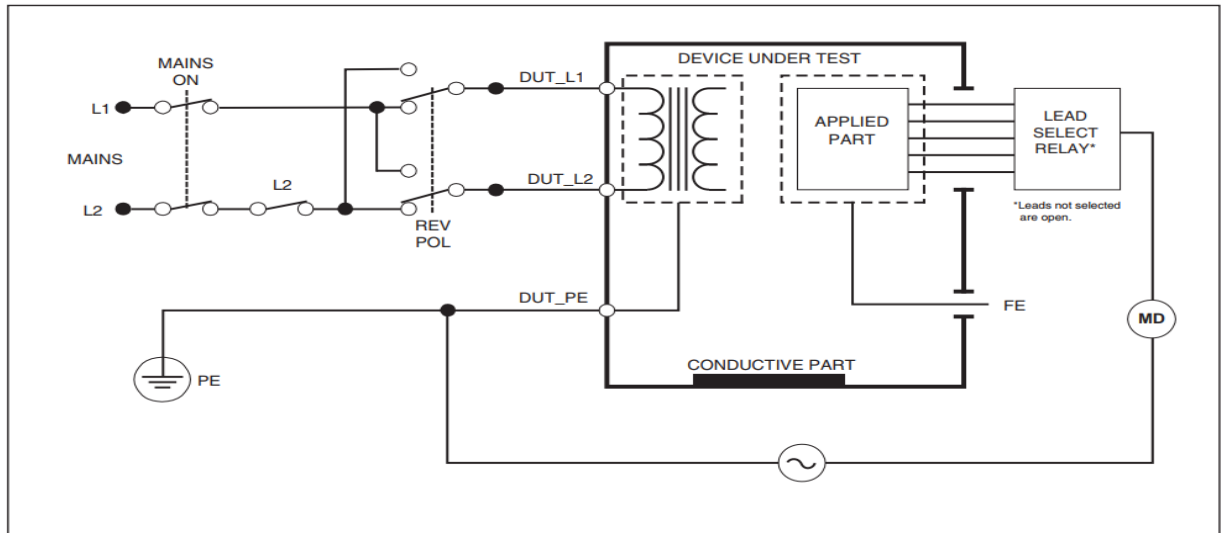 MAINS
ON
L1
MAINS
L2
L2
REV
POL
DUT_L1
DUT_L2
DUT_PE
PE
DEVICE UNDER TEST
APPLIED
PART
LEAD
SELECT
RELAY*
*Leads not selected
are open.
FE
MD
CONDUCTIVE PART